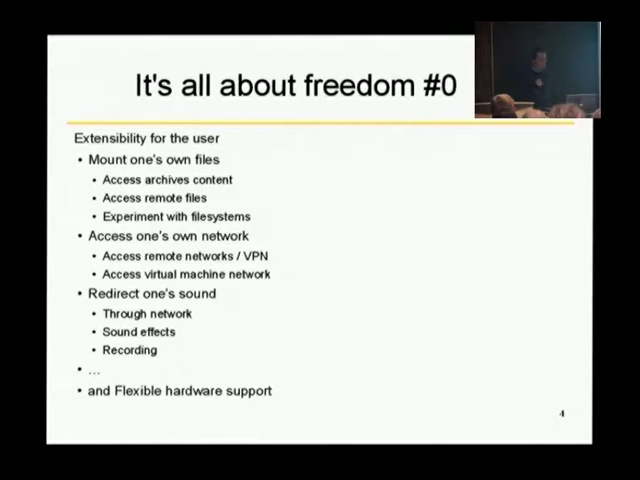 It's all about freedom #0
Extensibility for the user
• Mount one's own files
• Access archives content
• Access remote files
• Experiment with filesystems
• Access one's own network
• Access remote networks / VPN
• Access virtual machine network
• Redirect one's sound
• Through network
• Sound effects
• Recording
• ...
• and Flexible hardware support
4